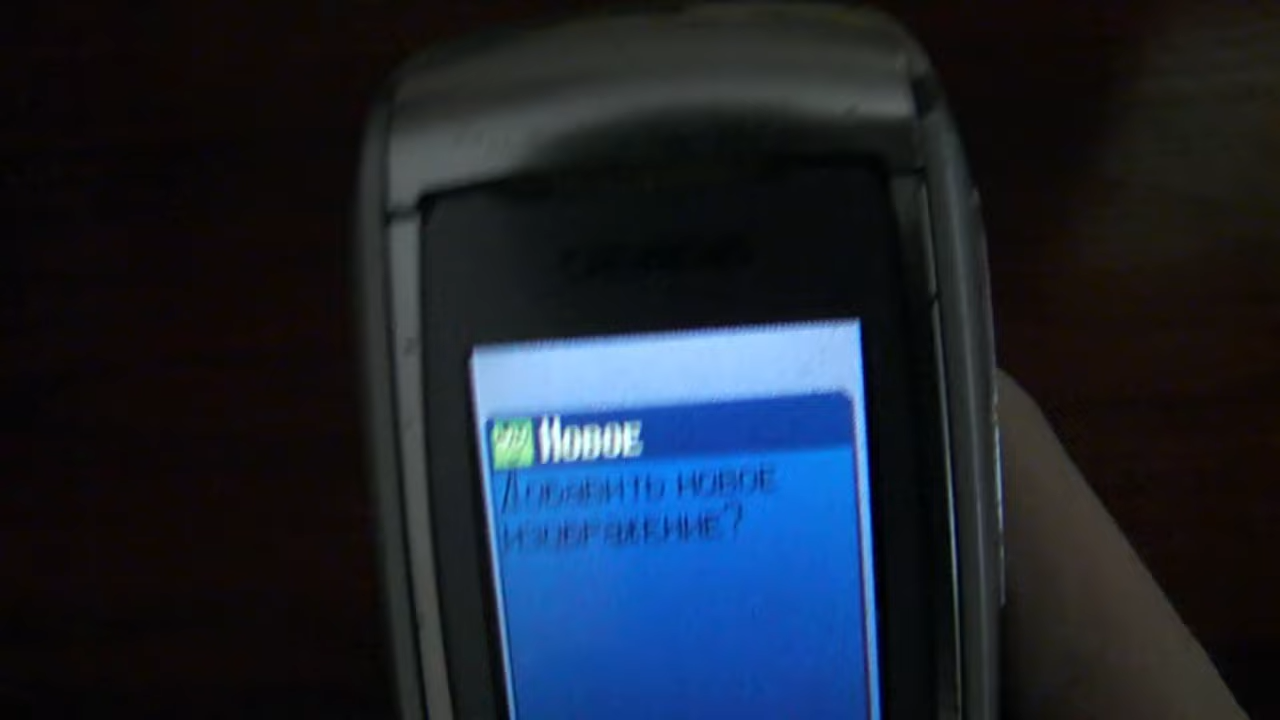 Новое
Добавить новое
изображение?